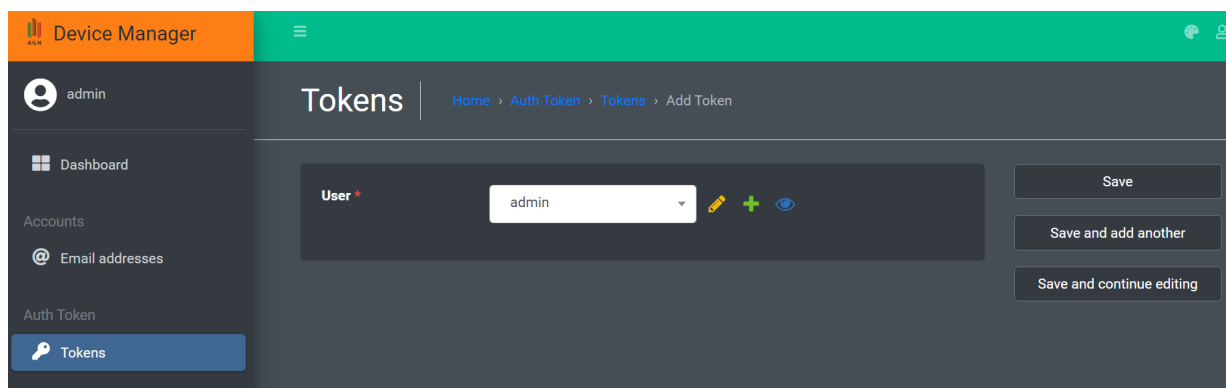 AGH
Device Manager
admin
Dashboard
Accounts
Email addresses
Auth Token
Tokens
Tokens
Home › Auth Token › Tokens › Add Token
User *
admin
Save
Save and add another
Save and continue editing